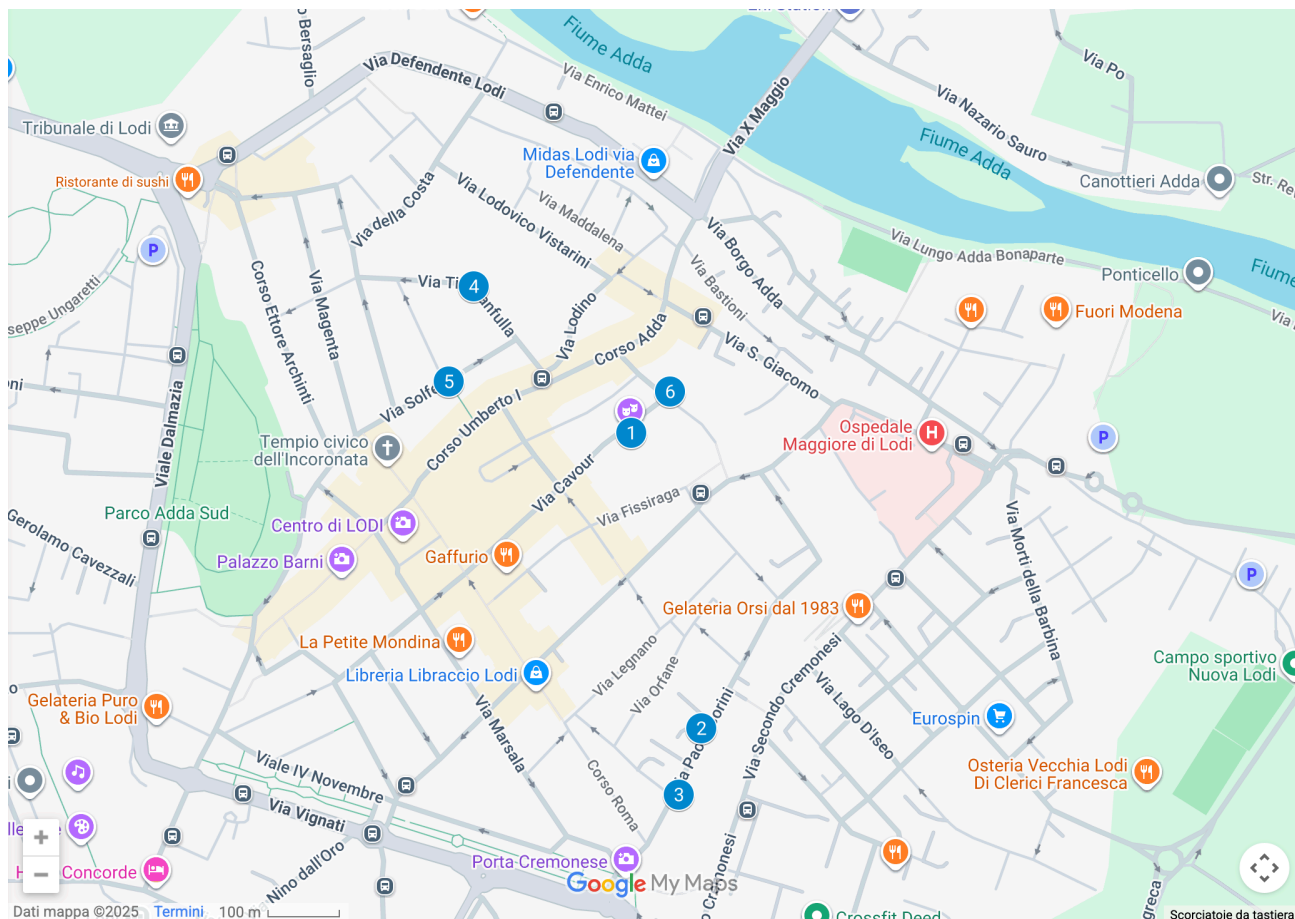 Via Defendente Lodi
Fiume Adda
Via Enrico Mattei
Via X Maggio
Via Nazario Sauro
Via Po
Fiume Adda
Canottieri Adda
Tribunale di Lodi
Ristorante di sushi
P
Midas Lodi via
Defendente
Via della Costa
Via Lodovico Vistarini
Via Maddalena
Via Bastioni
Via Borgo Adda
Via Lungo Adda Bonaparte
Ponticello
Fiume
Corso Ettore Archinti
Via Magenta
4
Via Lodino
Corso Adda
Via S. Giacomo
Fuori Modena
5
6
1
Corso Umberto I
Viale Dalmazia
Tempio civico
dell'Incoronata
Ospedale
Maggiore di Lodi
H
P
Via Cavour
Via Fissiraga
Parco Adda Sud
Centro di LODI
Palazzo Barni
Gaffurio
Gerolamo Cavezzali
Via Morti della Barbina
P
Gelateria Orsi dal 1983
La Petite Mondina
Libreria Libraccio Lodi
Via Legnano
Via Orfane
Via Secondo Cremonesi
Via Lago D'Iseo
Campo sportivo
Nuova Lodi
Gelateria Puro
& Bio Lodi
Via Marsala
2
3
Eurospin
Osteria Vecchia Lodi
Di Clerici Francesca
Viale IV Novembre
Via Vignati
Corso Roma
Concorde
Porta Cremonese
Google My Maps
Dati mappa ©2025
Termini
100 m
Crossfit Deed
Scorciatoie da tastiera
+
−